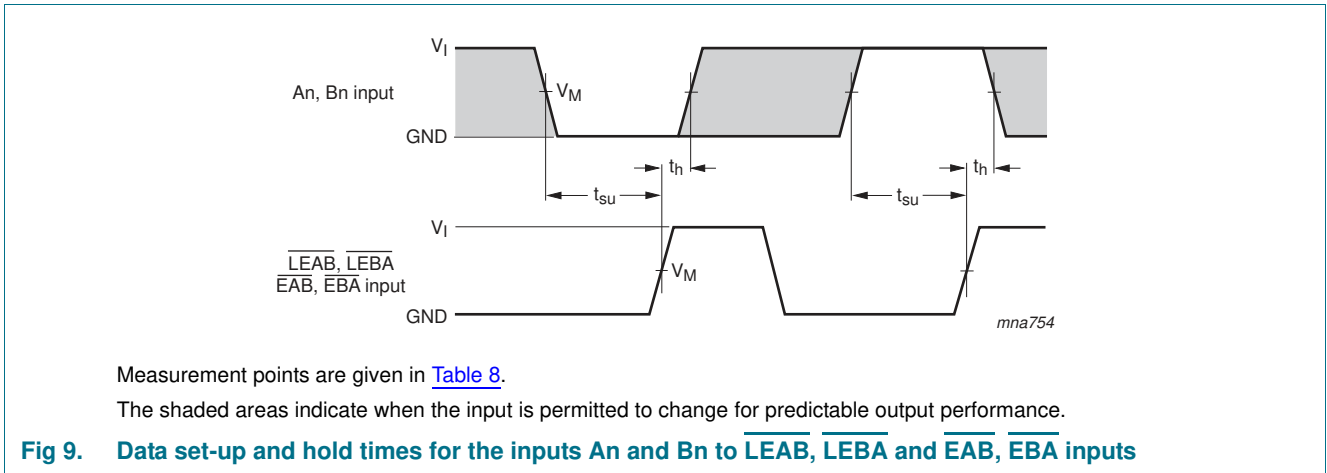 VI
An, Bn input
VM
GND
th
th
tsu
tsu
VI
LEAB, LEBA
EAB, EBA input
VM
GND
mna754
Measurement points are given in Table 8.
The shaded areas indicate when the input is permitted to change for predictable output performance.
Fig 9. Data set-up and hold times for the inputs An and Bn to LEAB, LEBA and EAB, EBA inputs